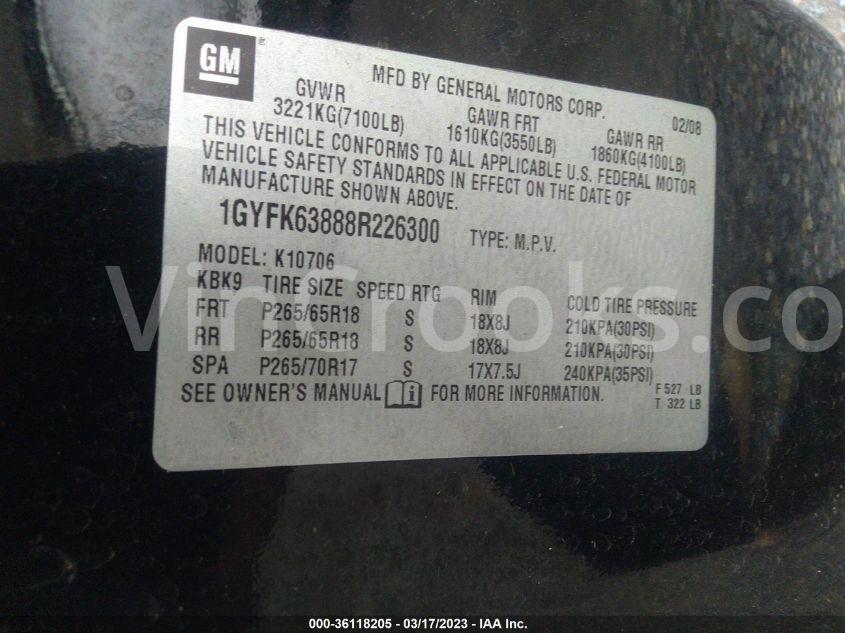 GM®
MFD BY GENERAL MOTORS CORP. 02/08
GVWR GAWR FRT GAWR RR
3221KG(7100LB) 1610KG(3550LB) 1860KG(4100LB)
THIS VEHICLE CONFORMS TO ALL APPLICABLE U.S. FEDERAL MOTOR
VEHICLE SAFETY STANDARDS IN EFFECT ON THE DATE OF
MANUFACTURE SHOWN ABOVE.
1GYFK63888R226300 TYPE: M.P.V.
MODEL: K10706
KBK9 TIRE SIZE SPEED RTG RIM COLD TIRE PRESSURE
FRT P265/65R18 S 18X8J 210KPA(30PSI)
RR P265/65R18 S 18X8J 210KPA(30PSI)
SPA P265/70R17 S 17X7.5J 240KPA(35PSI)
SEE OWNER'S MANUAL i FOR MORE INFORMATION.
F 527 LB
T 322 LB
VinCrooks.co
000-36118205 - 03/17/2023 - IAA Inc.